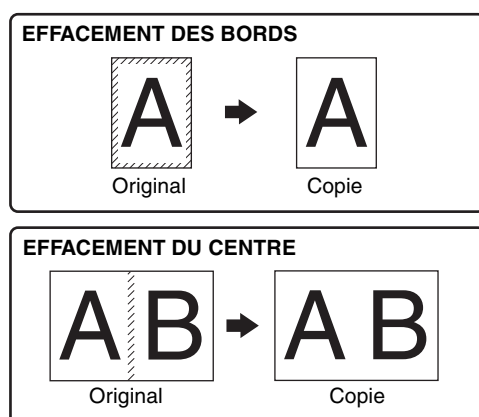 EFFACEMENT DES BORDS
A A
Original Copie
EFFACEMENT DU CENTRE
A B A B
Original Copie